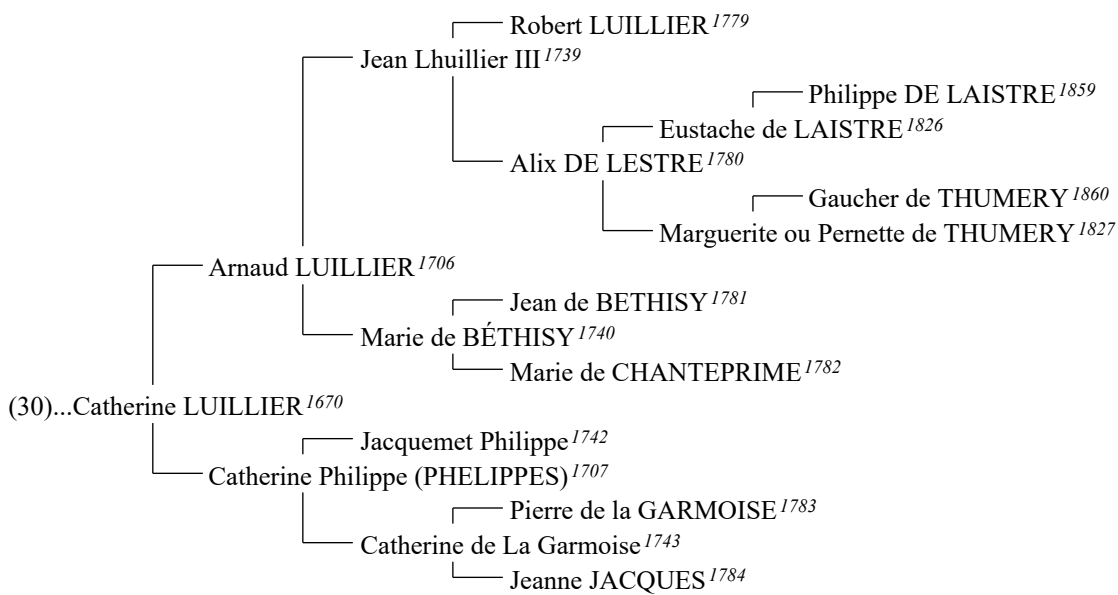 Robert LUILLIER 1779
Jean Lhuillier III 1739
Philippe DE LAISTRE 1859
Eustache de LAISTRE 1826
Alix DE LESTRE 1780
Gaucher de THUMERY 1860
Marguerite ou Pernette de THUMERY 1827
Arnaud LUILLIER 1706
Jean de BETHISY 1781
Marie de BÉTHISY 1740
Marie de CHANTEPRIME 1782
(30)...Catherine LUILLIER 1670
Jacquemet Philippe 1742
Catherine Philippe (PHELIPPES) 1707
Pierre de la GARMOISE 1783
Catherine de La Garmoise 1743
Jeanne JACQUES 1784